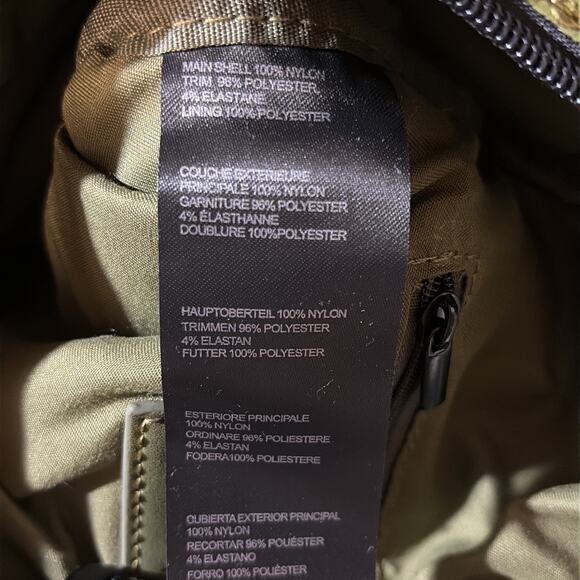 MAIN SHELL 100% NYLON
TRIM 96% POLYESTER
4% ELASTANE
LINING 100% POLYESTER
COUCHE EXTERIEURE
PRINCIPALE 100% NYLON
GARNITURE 96% POLYESTER
4% ÉLASTHANNE
DOUBLURE 100%POLYESTER
HAUPTOBERTEIL 100% NYLON
TRIMMEN 96% POLYESTER
4% ELASTAN
FUTTER 100% POLYESTER
ESTERIORE PRINCIPALE
100% NYLON
ORDINARE 96% POLIESTERE
4% ELASTAN
FODERA100% POLIESTERE
CUBIERTA EXTERIOR PRINCIPAL
100% NYLON
RECORTAR 96% POLIÉSTER
4% ELASTANO
FORRO 100% POLIÉSTER